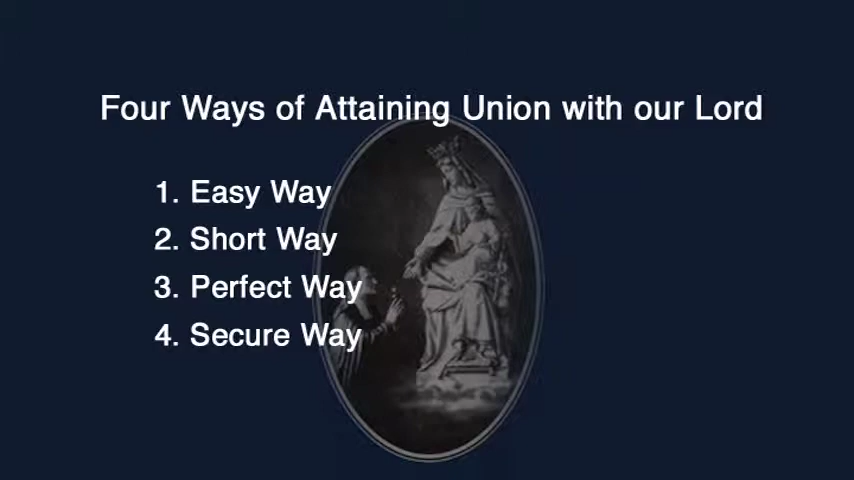 Four Ways of Attaining Union with our Lord
1. Easy Way
2. Short Way
3. Perfect Way
4. Secure Way